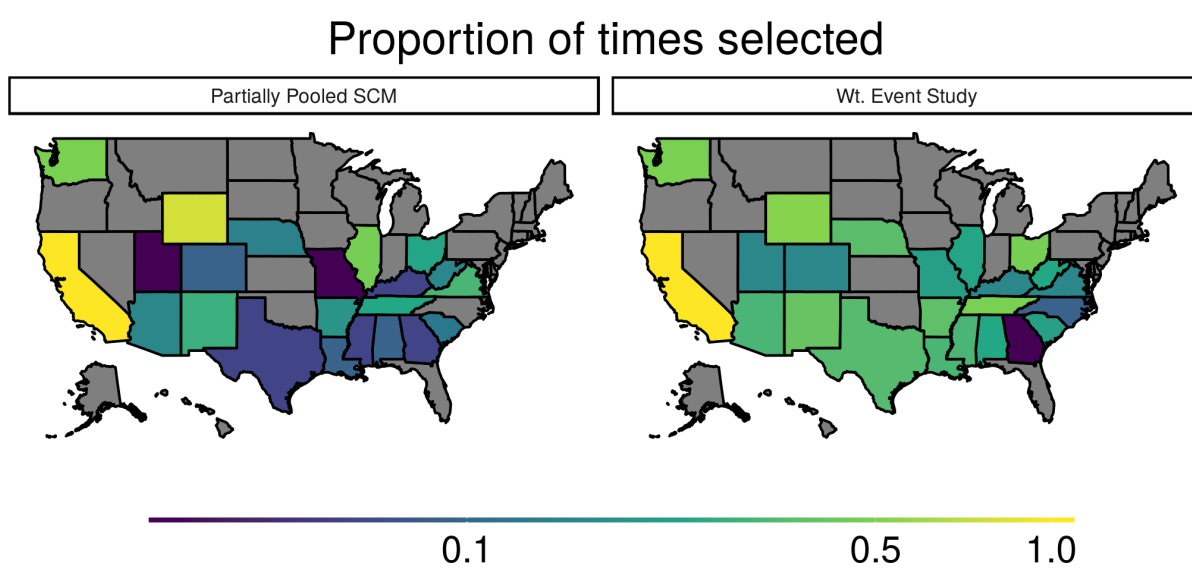 Proportion of times selected
Partially Pooled SCM
Wt. Event Study
0.1
0.5
1.0